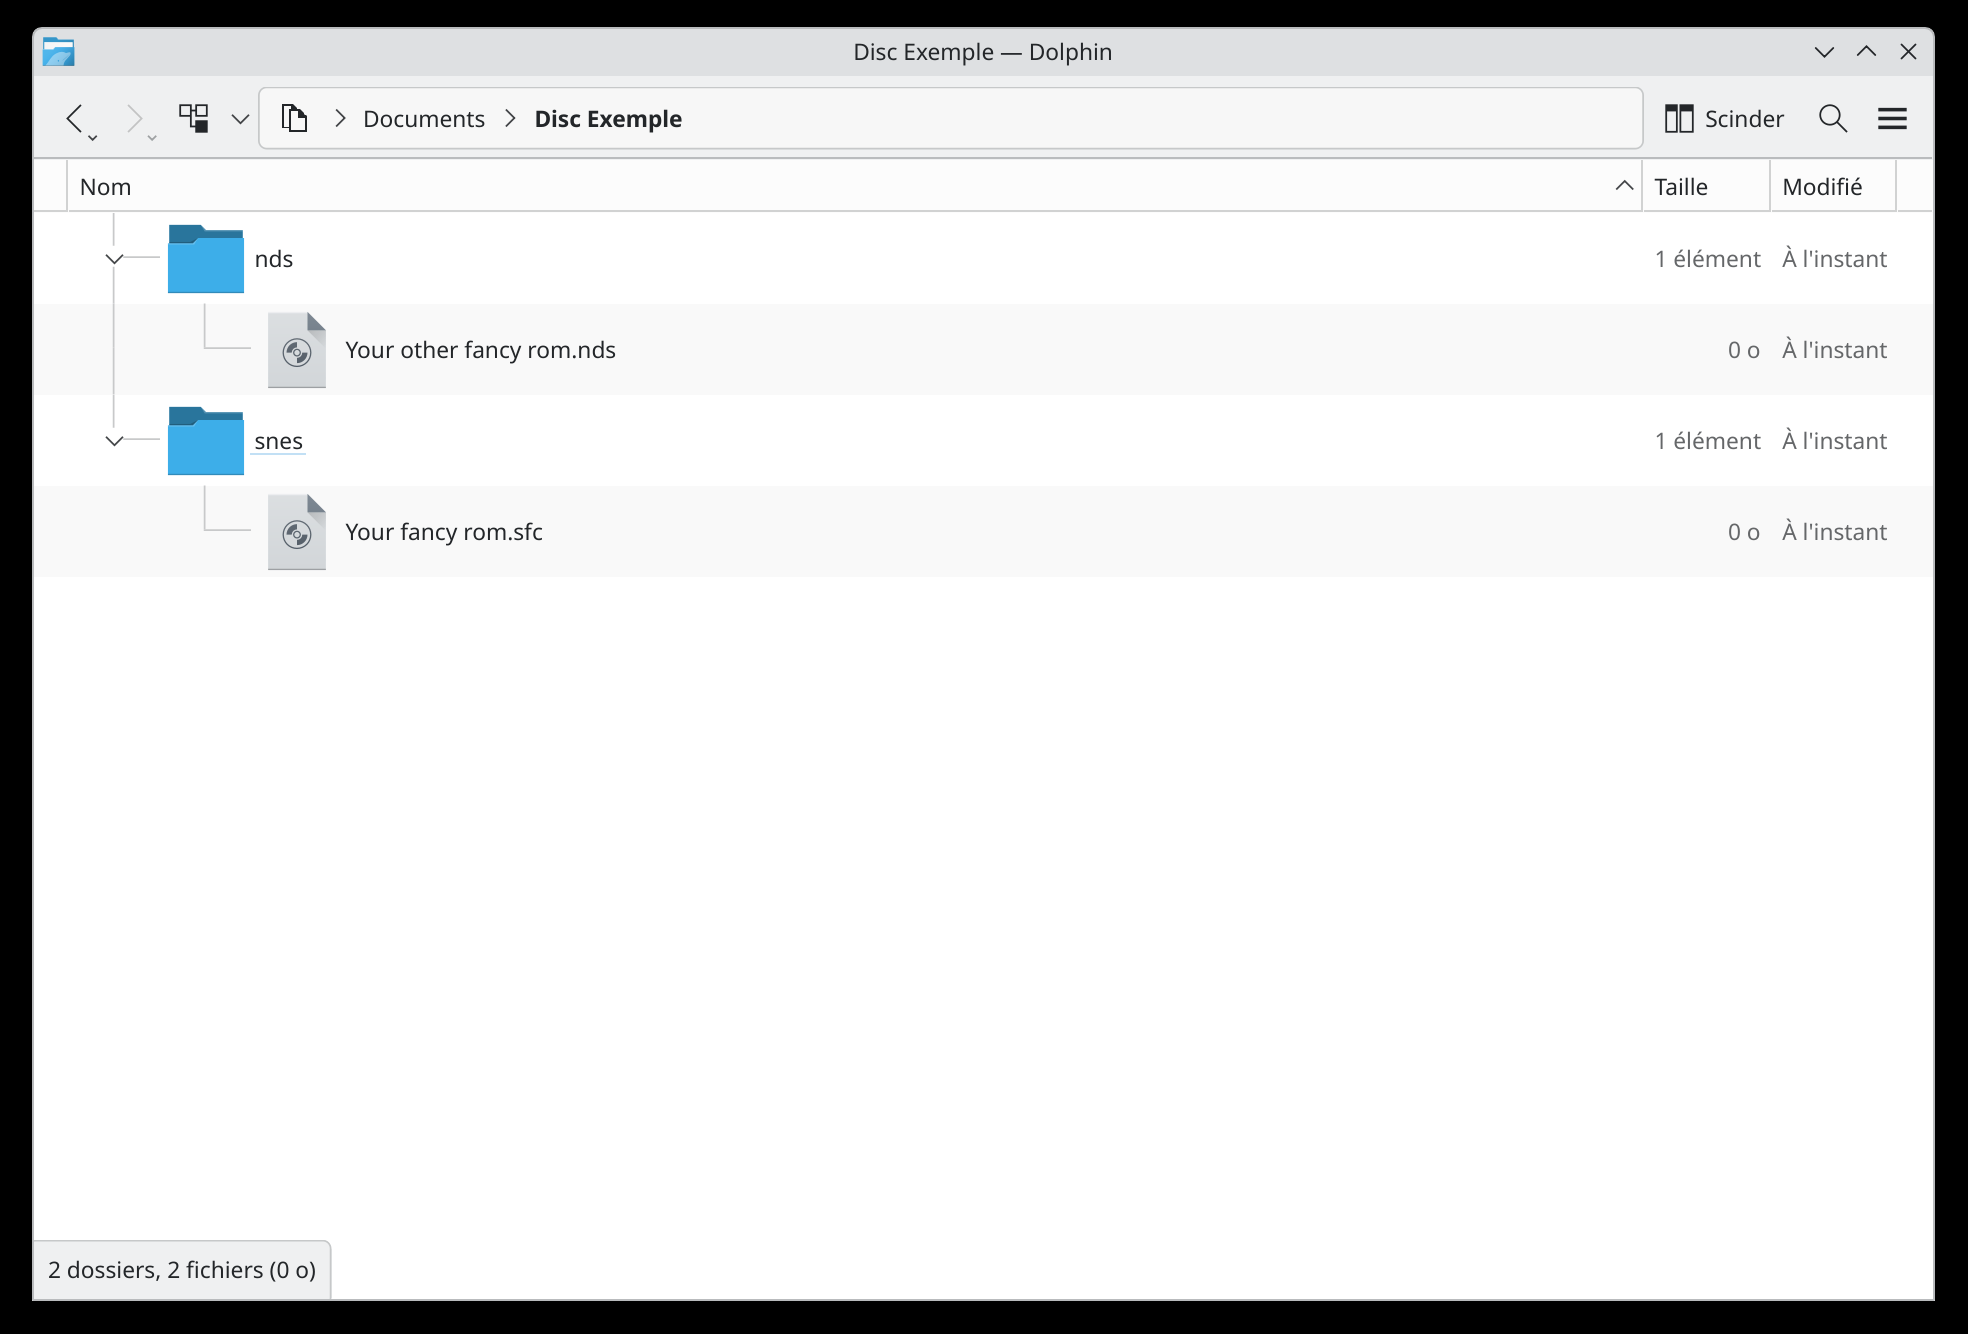 Disc Exemple — Dolphin
Documents Disc Exemple Scinder
Nom Taille Modifié
nds 1 élément À l'instant
Your other fancy rom.nds 0 o À l'instant
snes 1 élément À l'instant
Your fancy rom.sfc 0 o À l'instant
2 dossiers, 2 fichiers (0 o)